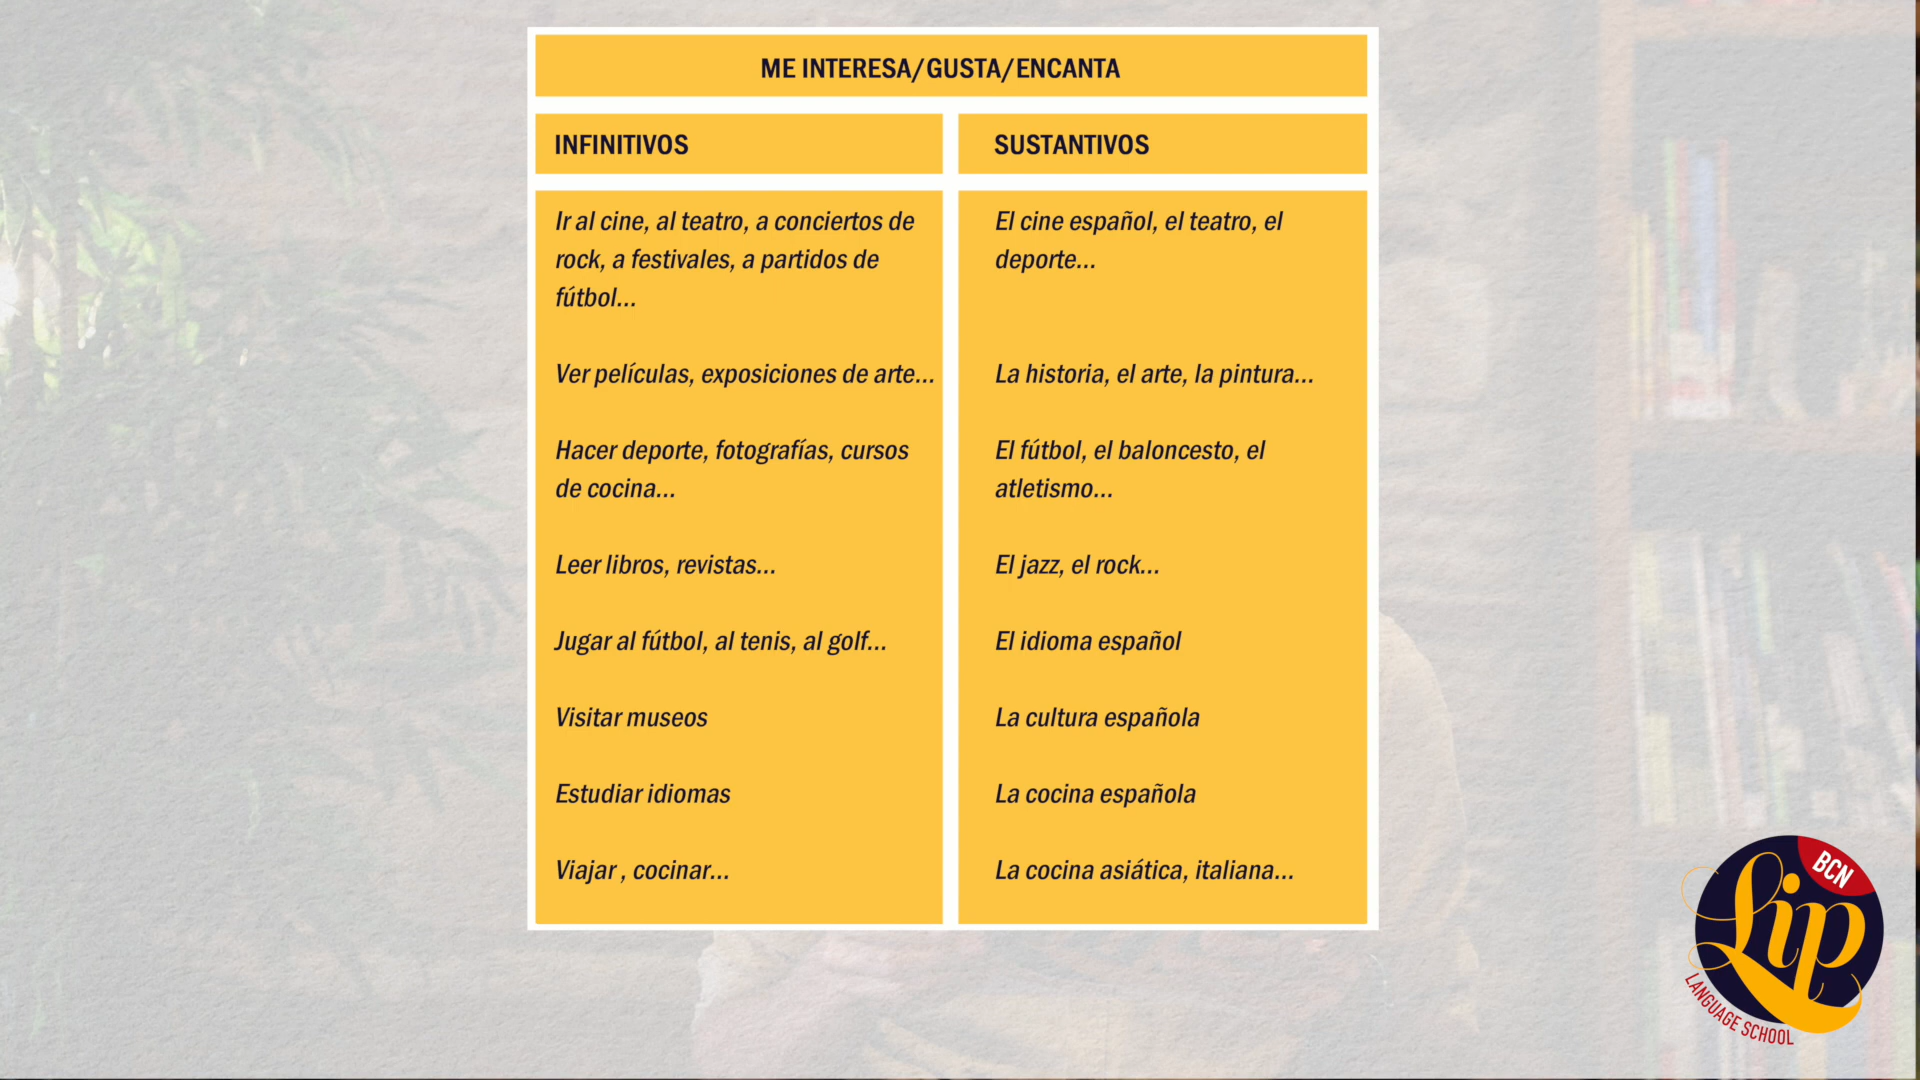 ME INTERESA/GUSTA/ENCANTA
INFINITIVOS
Ir al cine, al teatro, a conciertos de
rock, a festivales, a partidos de
fútbol...
Ver películas, exposiciones de arte...
Hacer deporte, fotografías, cursos
de cocina...
Leer libros, revistas...
Jugar al fútbol, al tenis, al golf...
Visitar museos
Estudiar idiomas
Viajar , cocinar...
SUSTANTIVOS
El cine español, el teatro, el
deporte...
La historia, el arte, la pintura...
El fútbol, el baloncesto, el
atletismo...
El jazz, el rock...
El idioma español
La cultura española
La cocina española
La cocina asiática, italiana...
BCN
Lip
LANGUAGE SCHOOL